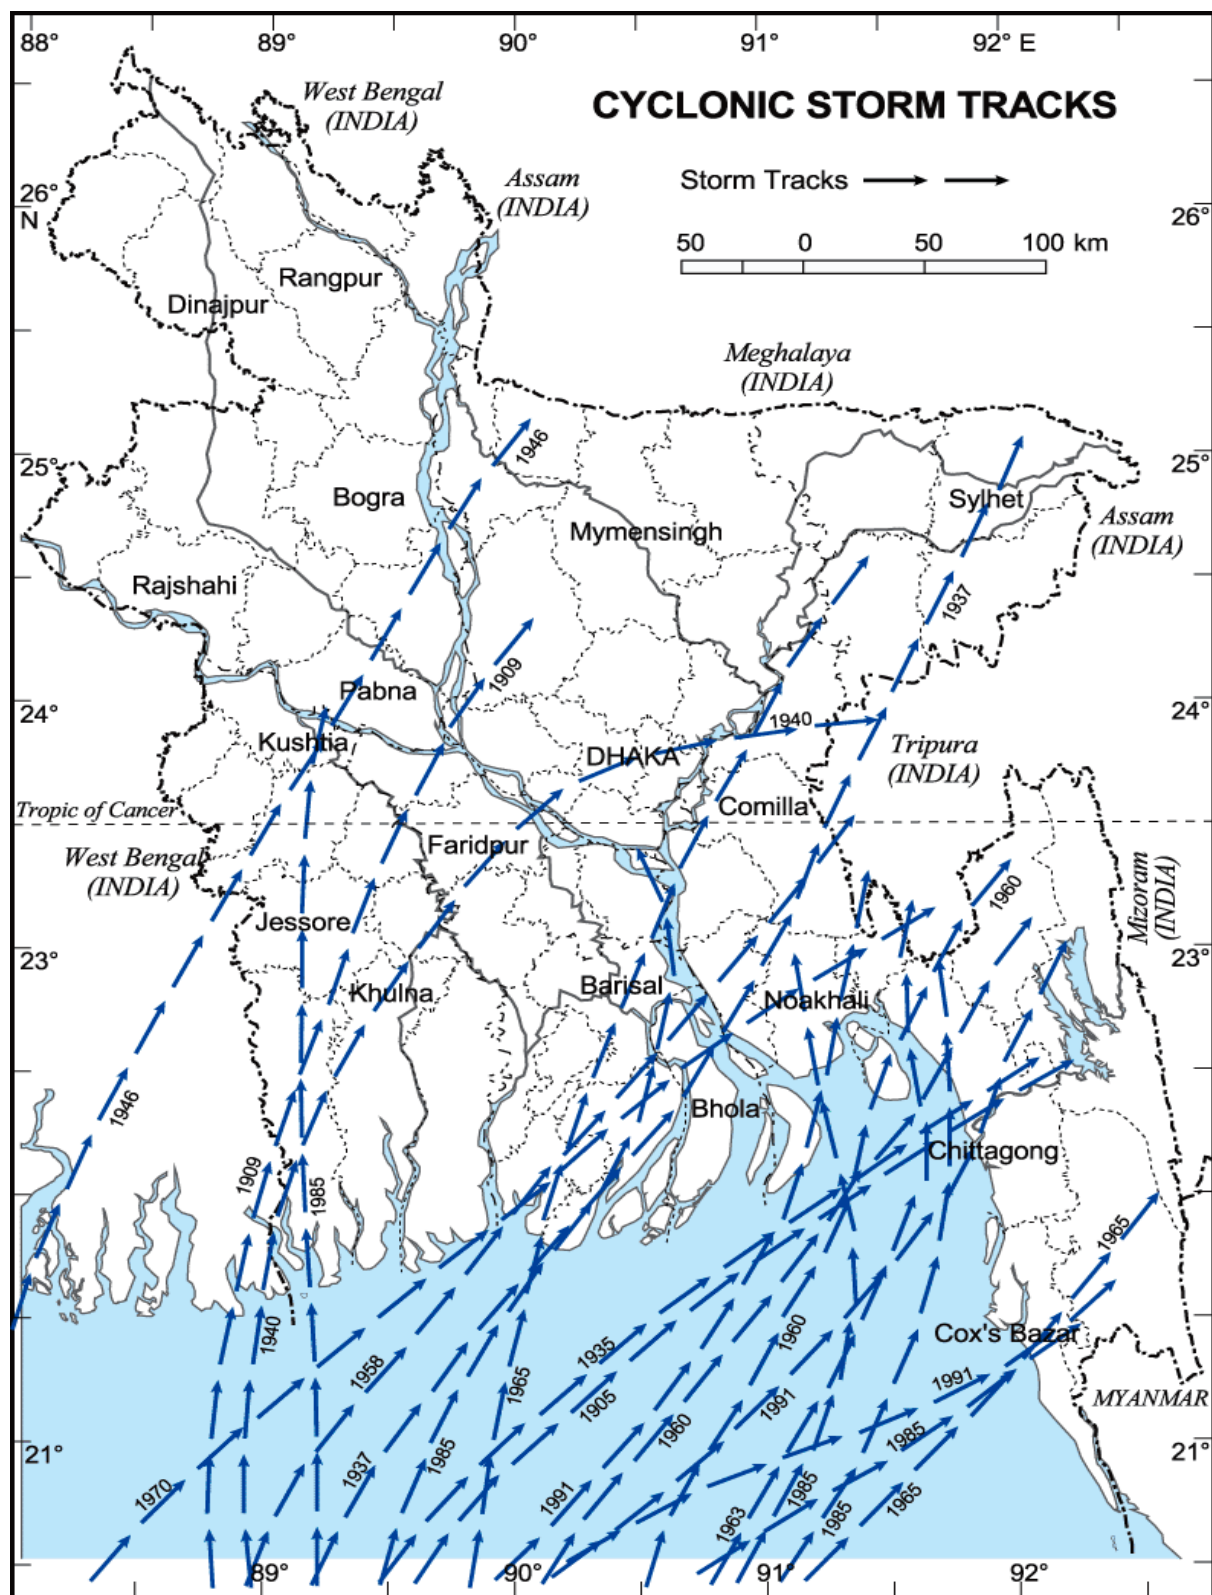 88°
89°
90°
91°
92° E
CYCLONIC STORM TRACKS
West Bengal
(INDIA)
Storm Tracks
Assam
(INDIA)
26°
N
26°
50 0 50 100 km
Rangpur
Dinajpur
Meghalaya
(INDIA)
1946
25°
25°
Bogra
Sylhet
Mymensingh
Assam
(INDIA)
Rajshahi
1937
1909
Pabna
24°
24°
1940
Kushtia
DHAKA
Tripura
(INDIA)
Tropic of Cancer
Comilla
Faridpur
West Bengal
(INDIA)
1960
Mizoram
(INDIA)
Jessore
23°
23°
Khulna
Barisal
Noakhali
1946
Bhola
Chittagong
1909
1985
1965
1940
1960
Cox's Bazar
1935
1958
1965
1991
MYANMAR
1905
1991
1960
1985
1985
21°
21°
1937
1970
1991
1985
1963
1985
1965
89°
90°
91°
92°